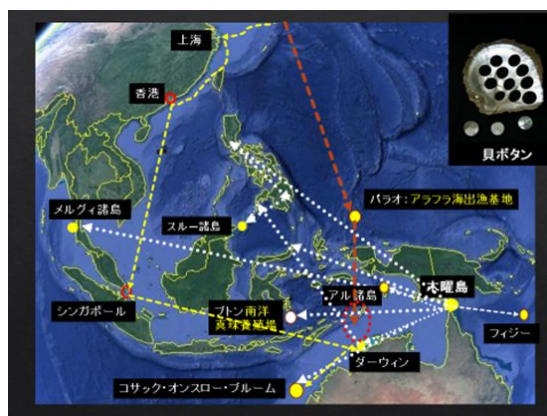 上海
香港
貝ボタン
メルグィ諸島
スルー諸島
パラオ：アラフラ海出漁基地
シンガポール
ブトン南洋
真珠養殖場
アル諸島
木曜島
フィジー
ダーウィン
コサック・オンスロー・ブルーム